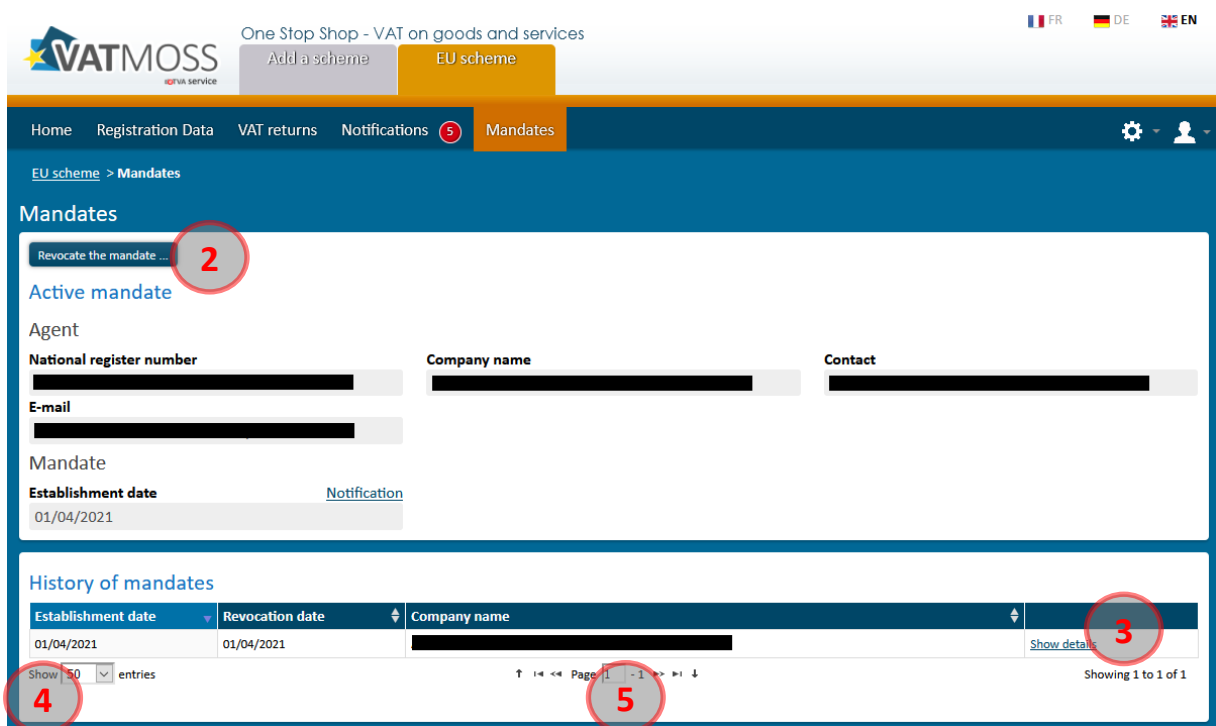 FR DE EN
One Stop Shop - VAT on goods and services
VATMOSS
eTVA service
Add a scheme EU scheme
Home Registration Data VAT returns Notifications 5 Mandates
EU scheme > Mandates
Mandates
Revocate the mandate ... 2
Active mandate
Agent
National register number Company name Contact
E-mail
Mandate
Establishment date Notification
01/04/2021
History of mandates
Establishment date Revocation date Company name
01/04/2021 01/04/2021 Show details 3
Show 50 entries Page 1 - 1 Showing 1 to 1 of 1
4 5